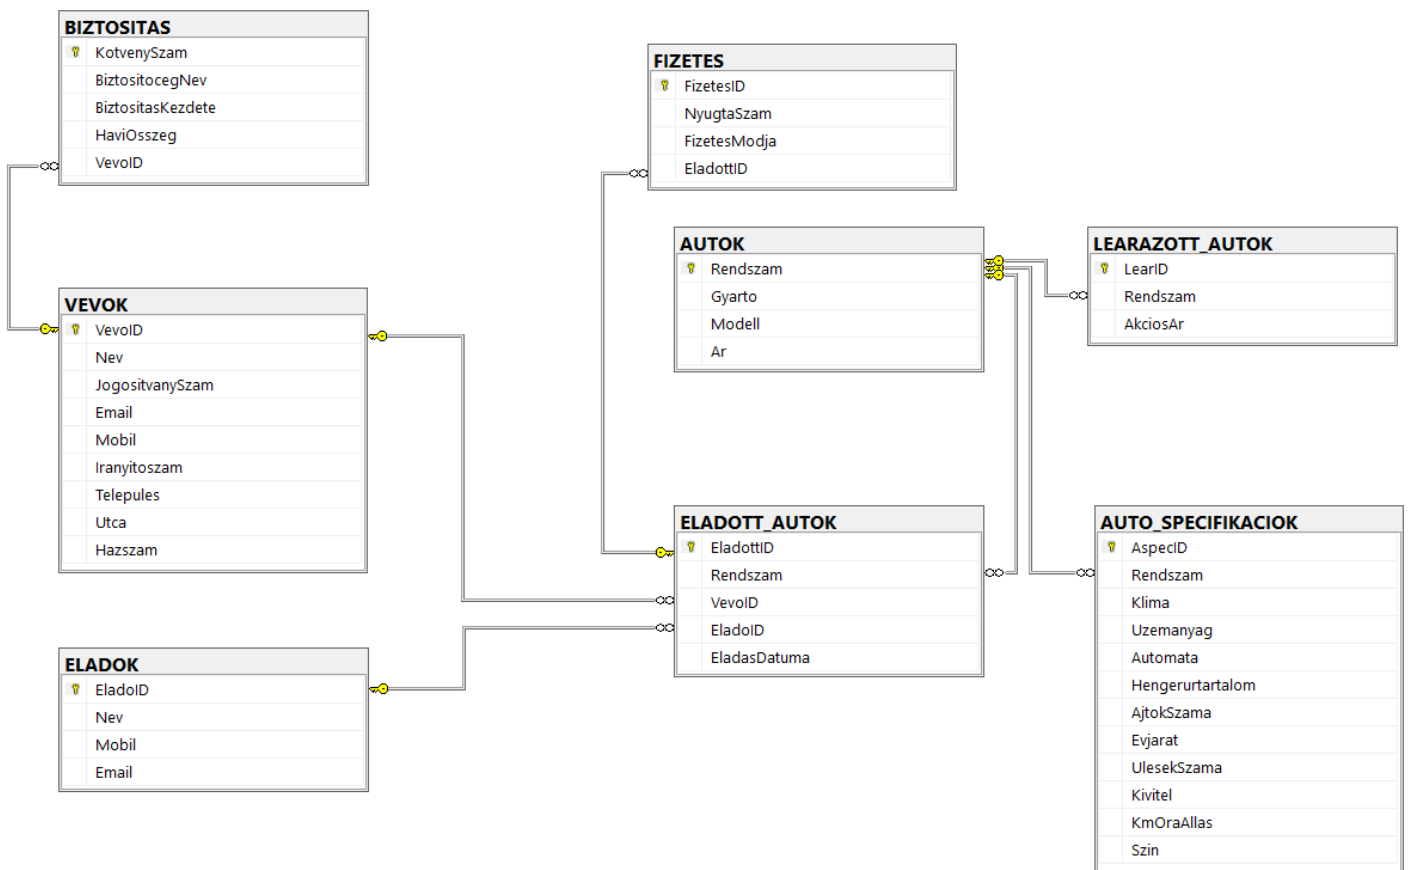 BIZTOSITAS
KotvenySzam
BiztositocegNev
BiztositasKezdete
HaviOsszeg
VevoID
FIZETES
FizetesID
NyugtaSzam
FizetesModja
EladottID
AUTOK
Rendszam
Gyarto
Modell
Ar
LEARAZOTT_AUTOK
LearID
Rendszam
AkciosAr
VEVOK
VevoID
Nev
JogositvanySzam
Email
Mobil
Iranyitoszam
Telepules
Utca
Hazszam
ELADOTT_AUTOK
EladottID
Rendszam
VevoID
EladoID
EladasDatuma
AUTO_SPECIFIKACIOK
AspecID
Rendszam
Klima
Uzemanyag
Automata
Hengerurtartalom
AjtokSzama
Evjarat
UlesekSzama
Kivitel
KmOraAllas
Szin
ELADOK
EladoID
Nev
Mobil
Email